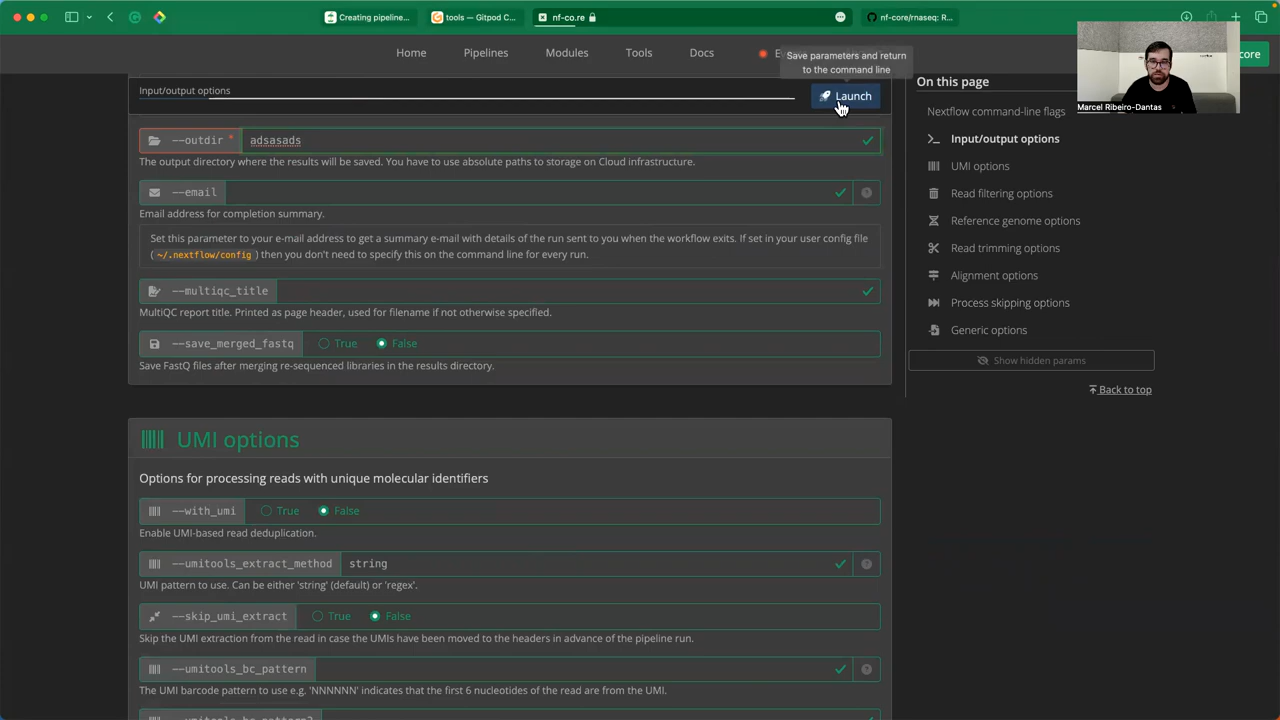 Creating pipeline...
tools — Gitpod C...
nf-co.re
nf-core/rnaseq: R...
Home
Pipelines
Modules
Tools
Docs
Save parameters and return
to the command line
core
Marcel Ribeiro-Dantas
Input/output options
Launch
On this page
Nextflow command-line flags
Input/output options
UMI options
Read filtering options
Reference genome options
Read trimming options
Alignment options
Process skipping options
Generic options
Show hidden params
Back to top
--outdir * adsasads
The output directory where the results will be saved. You have to use absolute paths to storage on Cloud infrastructure.
--email
Email address for completion summary.
Set this parameter to your e-mail address to get a summary e-mail with details of the run sent to you when the workflow exits. If set in your user config file
(~/.nextflow/config) then you don't need to specify this on the command line for every run.
--multiqc_title
MultiQC report title. Printed as page header, used for filename if not otherwise specified.
--save_merged_fastq True False
Save FastQ files after merging re-sequenced libraries in the results directory.
UMI options
Options for processing reads with unique molecular identifiers
--with_umi True False
Enable UMI-based read deduplication.
--umitools_extract_method string
UMI pattern to use. Can be either 'string' (default) or 'regex'.
--skip_umi_extract True False
Skip the UMI extraction from the read in case the UMIs have been moved to the headers in advance of the pipeline run.
--umitools_bc_pattern
The UMI barcode pattern to use e.g. 'NNNNNN' indicates that the first 6 nucleotides of the read are from the UMI.